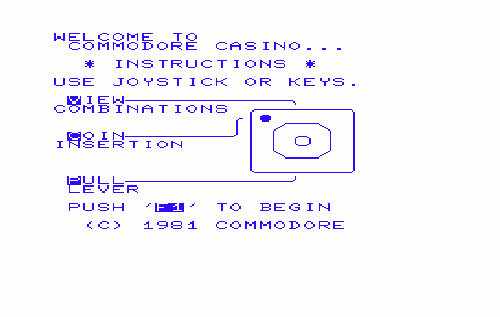 WELCOME TO
COMMODORE CASINO...
* INSTRUCTIONS *
USE JOYSTICK OR KEYS.
VIEW
COMBINATIONS
COIN
INSERTION
PULL
LEVER
PUSH 'F1' TO BEGIN
(C) 1981 COMMODORE